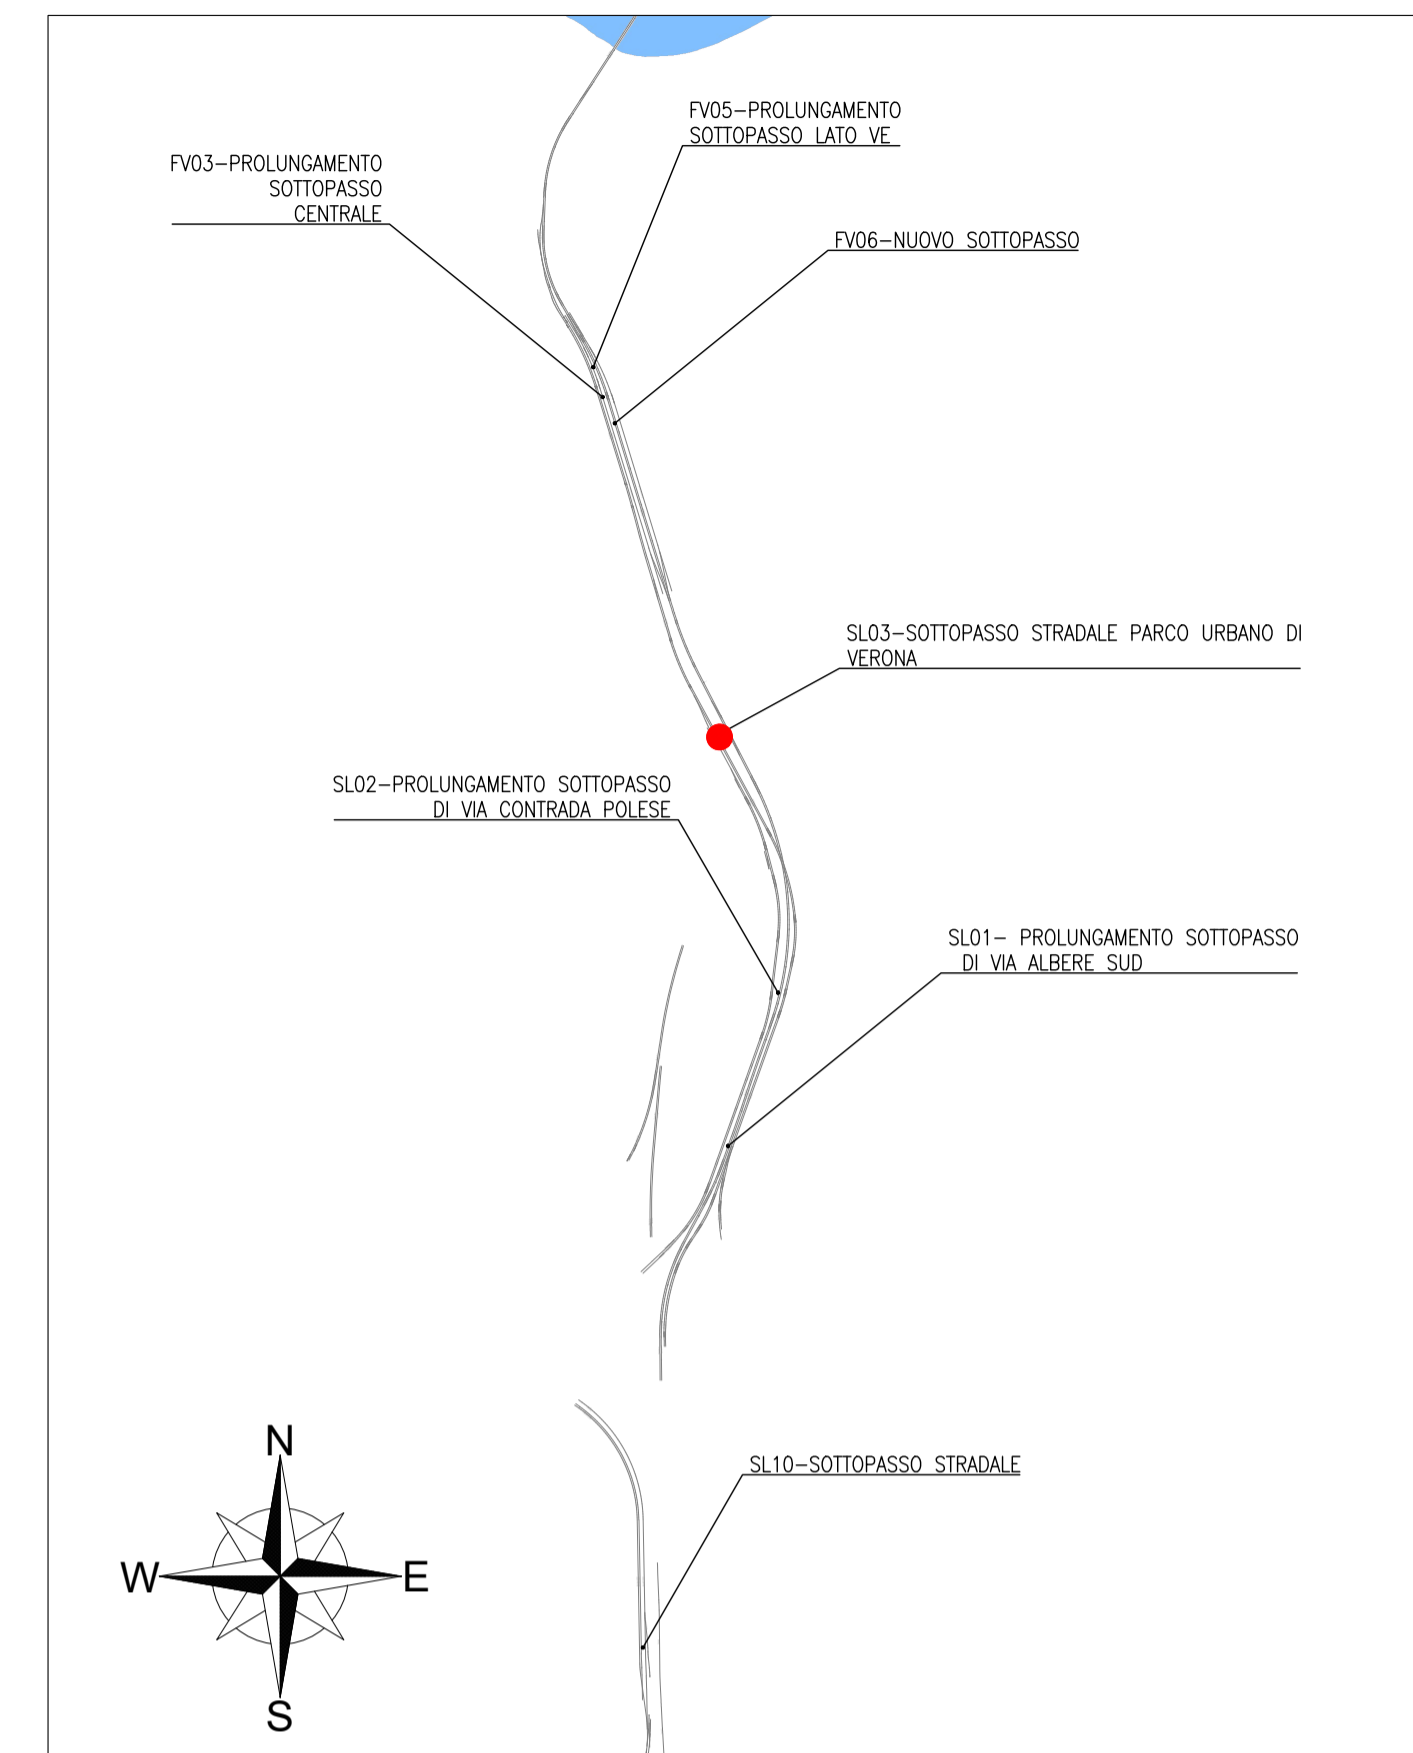 FV05-PROLUNGAMENTO
SOTTOPASSO LATO VE
FV03-PROLUNGAMENTO
SOTTOPASSO
CENTRALE
FV06-NUOVO SOTTOPASSO
SL03-SOTTOPASSO STRADALE PARCO URBANO DI
VERONA
SL02-PROLUNGAMENTO SOTTOPASSO
DI VIA CONTRADA POLESE
SL01- PROLUNGAMENTO SOTTOPASSO
DI VIA ALBERE SUD
SL10-SOTTOPASSO STRADALE
N
W
E
S